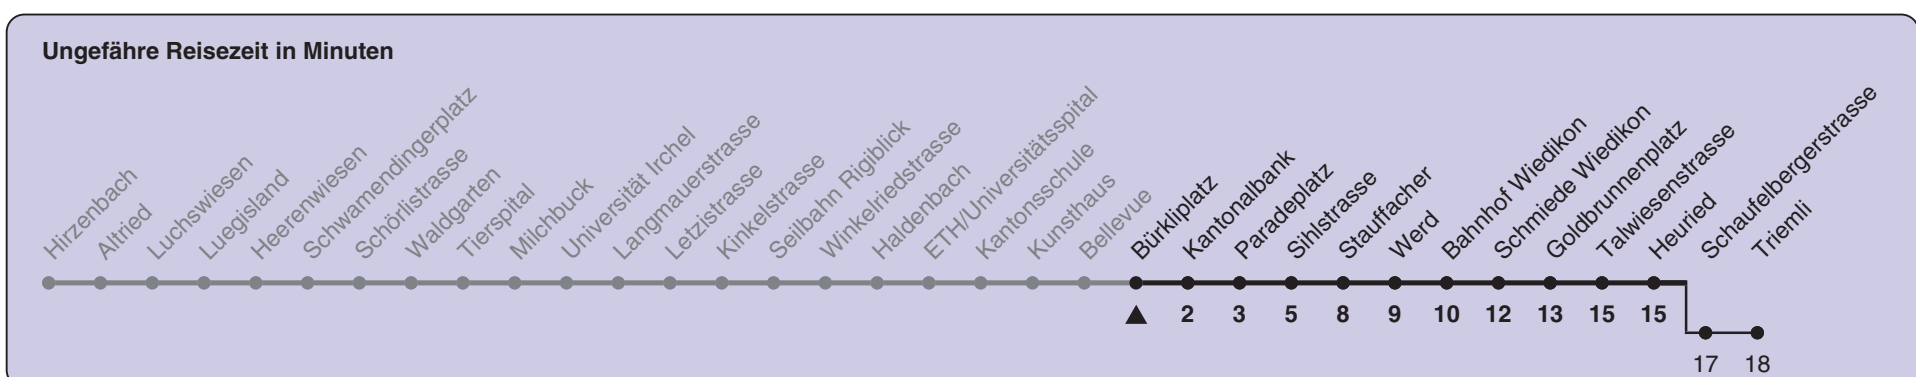 Ungefähre Reisezeit in Minuten
Hirzenbach
Altried
Luchswiesen
Luegisland
Heerenwiesen
Schwamendingerplatz
Schörlistrasse
Waldgarten
Tierspital
Milchbuck
Universität Irchel
Langmauerstrasse
Letzistrasse
Kinkelstrasse
Seilbahn Rigiblick
Winkelriedstrasse
Haldenbach
ETH/Universitätsspital
Kantonsschule
Kunsthaus
Bellevue
Bürkliplatz
Kantonalbank
Paradeplatz
Sihlstrasse
Stauffacher
Werd
Bahnhof Wiedikon
Schmiede Wiedikon
Goldbrunnenplatz
Talwiesenstrasse
Heuried
Schaufelbergerstrasse
Triemli
2 3 5 8 9 10 12 13 15 15
17 18